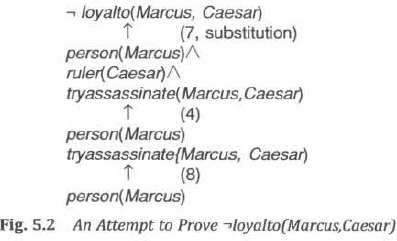 ¬ loyalto(Marcus, Caesar)
↑ (7, substitution)
person(Marcus)∧
ruler(Caesar)∧
tryassassinate(Marcus,Caesar)
↑ (4)
person(Marcus)
tryassassinate{Marcus, Caesar)
↑ (8)
person(Marcus)
Fig. 5.2 An Attempt to Prove ¬loyalto(Marcus,Caesar)